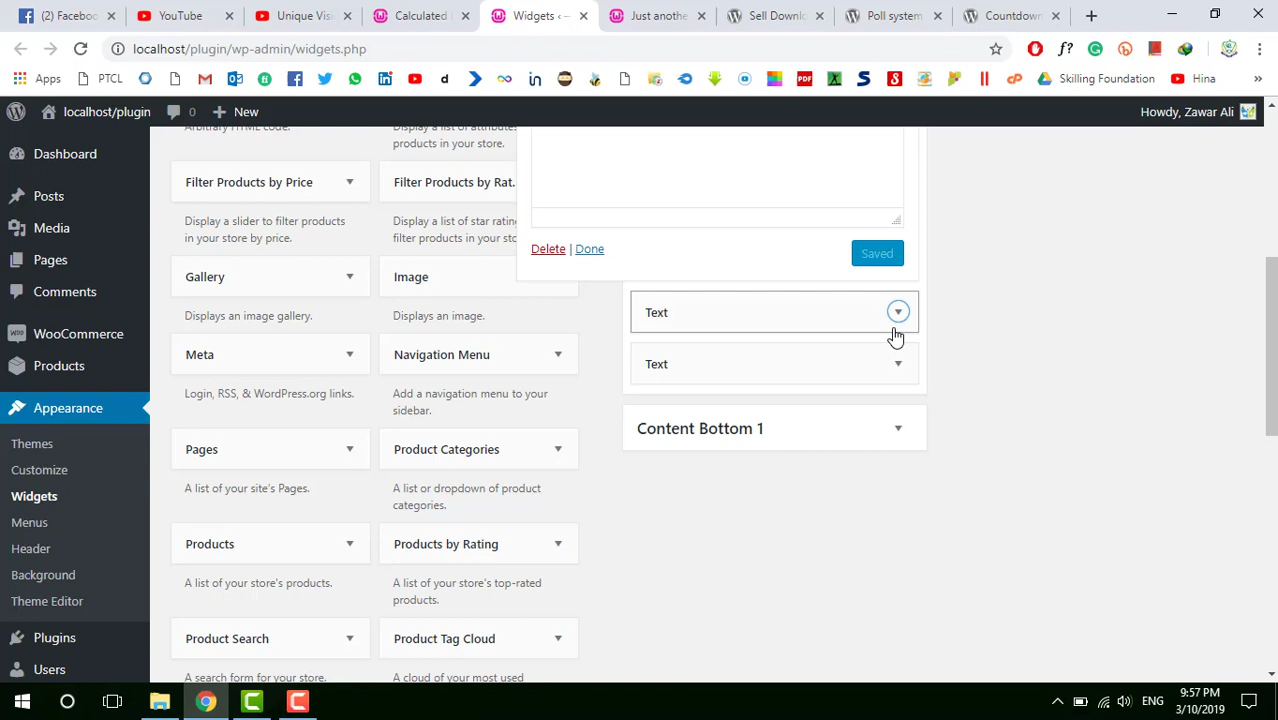 Facebo
YouTube
Unique Vis
Calculated
Widgets ‹
Just anothe
Sell Downl
Poll system
Countdown
localhost/plugin/wp-admin/widgets.php
Apps
PTCL
Skilling Foundation
Hina
localhost/plugin
0
New
Howdy, Zawar Ali
Dashboard
Posts
Media
Pages
Comments
WooCommerce
Products
Appearance
Themes
Customize
Widgets
Menus
Header
Background
Theme Editor
Plugins
Users
Arbitrary HTML code.
Display a list of attributes
products in your store.
Filter Products by Price
Filter Products by Rat.
Display a slider to filter products
in your store by price.
Display a list of star rating
filter products in your sto
Gallery
Image
Displays an image gallery.
Displays an image.
Meta
Navigation Menu
Login, RSS, & WordPress.org links.
Add a navigation menu to your
sidebar.
Pages
Product Categories
A list of your site's Pages.
A list or dropdown of product
categories.
Products
Products by Rating
A list of your store's products.
A list of your store's top-rated
products.
Product Search
Product Tag Cloud
A search form for your store.
A cloud of your most used
Delete | Done
Saved
Text
Text
Content Bottom 1
ENG
9:57 PM
3/10/2019